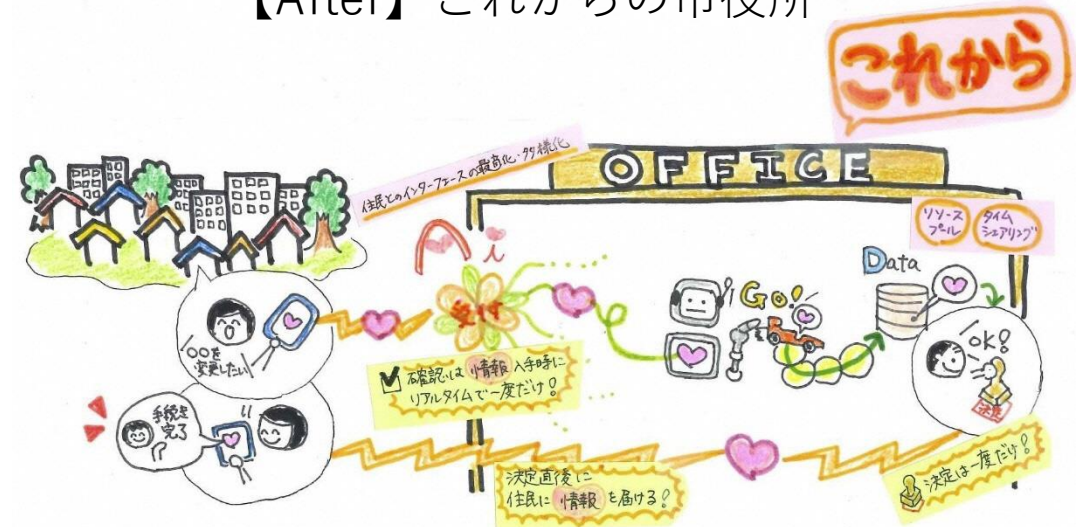 【After】これからの市役所
これから
住民とのインターフェースの最高化・多様化
OFFICE
リソース
プール
タイム
シェアリング
Ai
受付
Go!
Data
OK!
決定
○○を
変更したい
✓確認は情報入手時に
リアルタイムで一度だけ!
手続き
完了
決定直後に
住民に情報を届ける!
決定は一度だけ!